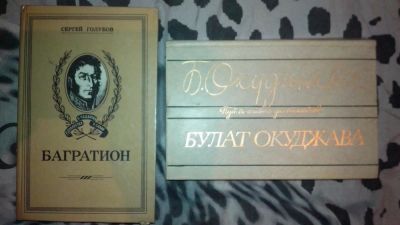 СЕРГЕЙ ГОЛУБОВ
БАГРАТИОН
Б. Окуджава
БУЛАТ ОКУДЖАВА